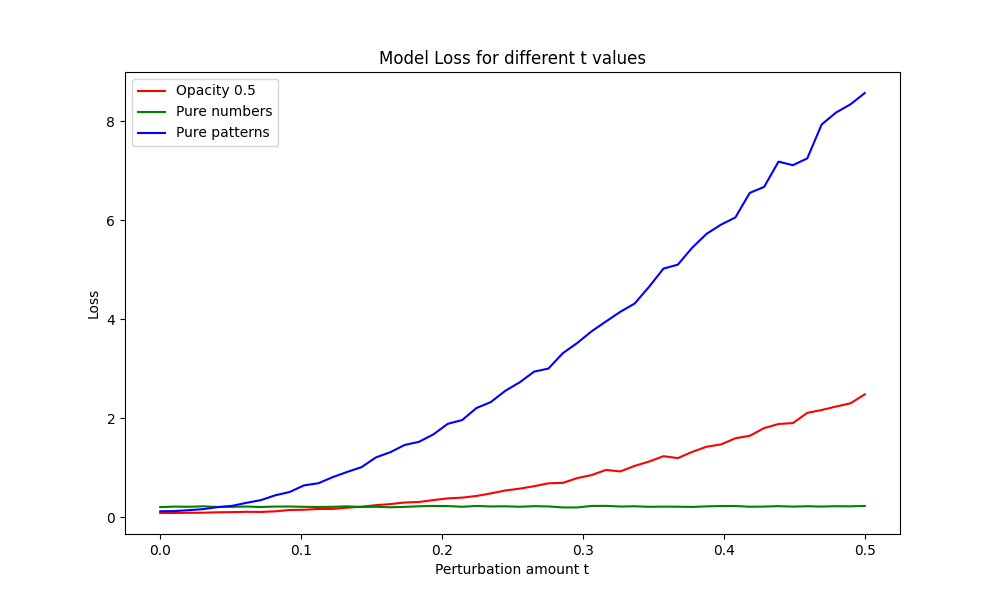 Model Loss for different t values
Opacity 0.5
Pure numbers
Pure patterns
8
6
4
2
0
Loss
0.0 0.1 0.2 0.3 0.4 0.5
Perturbation amount t